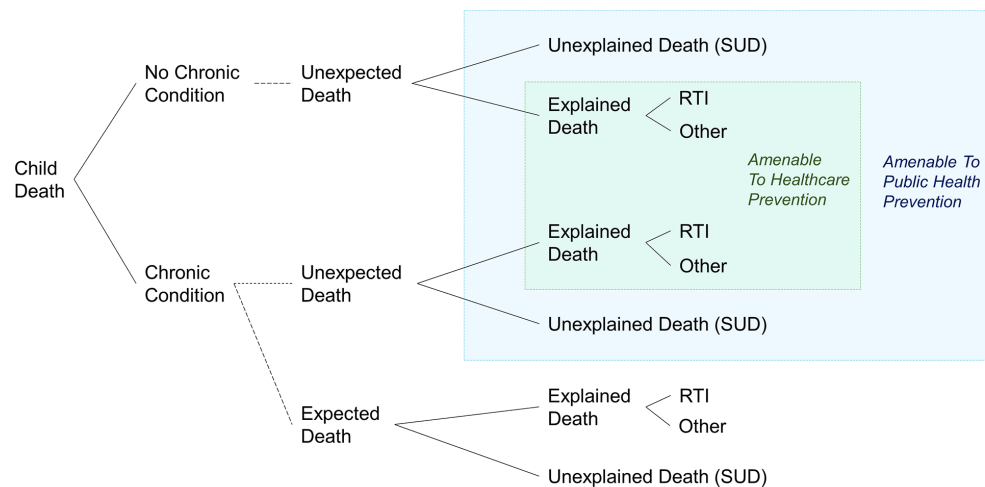 Child
Death
No Chronic
Condition
Unexpected
Death
Unexplained Death (SUD)
Explained
Death
RTI
Other
Amenable
To Healthcare
Prevention
Amenable To
Public Health
Prevention
Chronic
Condition
Unexpected
Death
Explained
Death
RTI
Other
Unexplained Death (SUD)
Expected
Death
Explained
Death
RTI
Other
Unexplained Death (SUD)